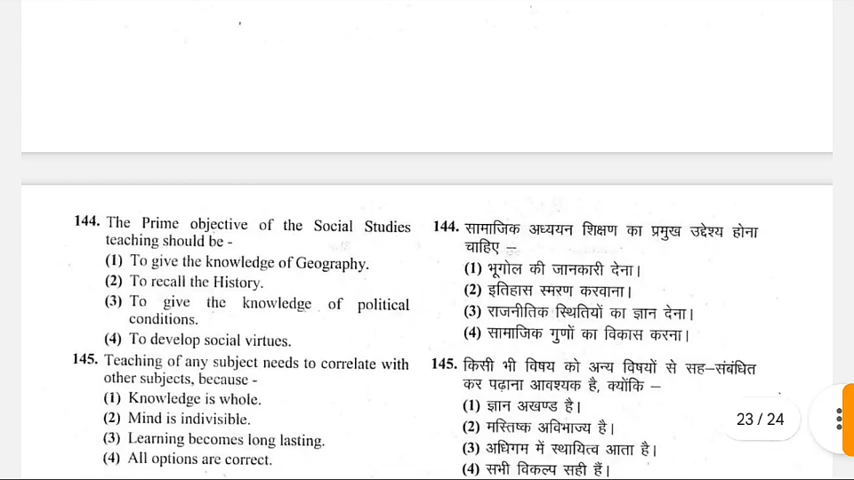 144. The Prime objective of the Social Studies
teaching should be -
(1) To give the knowledge of Geography.
(2) To recall the History.
(3) To give the knowledge of political
conditions.
(4) To develop social virtues.
145. Teaching of any subject needs to correlate with
other subjects, because -
(1) Knowledge is whole.
(2) Mind is indivisible.
(3) Learning becomes long lasting.
(4) All options are correct.
144. सामाजिक अध्ययन शिक्षण का प्रमुख उद्देश्य होना
चाहिए –
(1) भूगोल की जानकारी देना।
(2) इतिहास स्मरण करवाना।
(3) राजनीतिक स्थितियों का ज्ञान देना।
(4) सामाजिक गुणों का विकास करना।
145. किसी भी विषय को अन्य विषयों से सह–संबंधित
कर पढ़ाना आवश्यक है, क्योंकि –
(1) ज्ञान अखण्ड है।
(2) मस्तिष्क अविभाज्य है।
(3) अधिगम में स्थायित्व आता है।
(4) सभी विकल्प सही हैं।
23 / 24